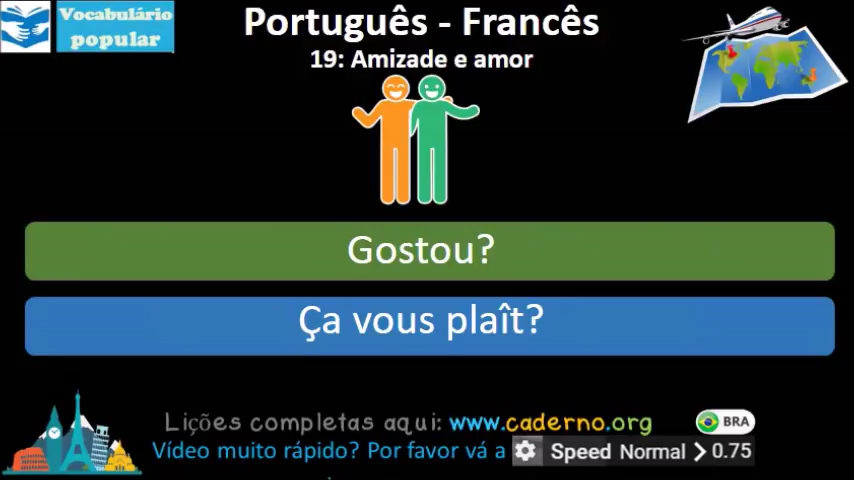 Vocabulário
popular
Português - Francês
19: Amizade e amor
Gostou?
Ça vous plaît?
Lições completas aqui: www.caderno.org
BRA
Vídeo muito rápido? Por favor vá a Speed Normal > 0.75